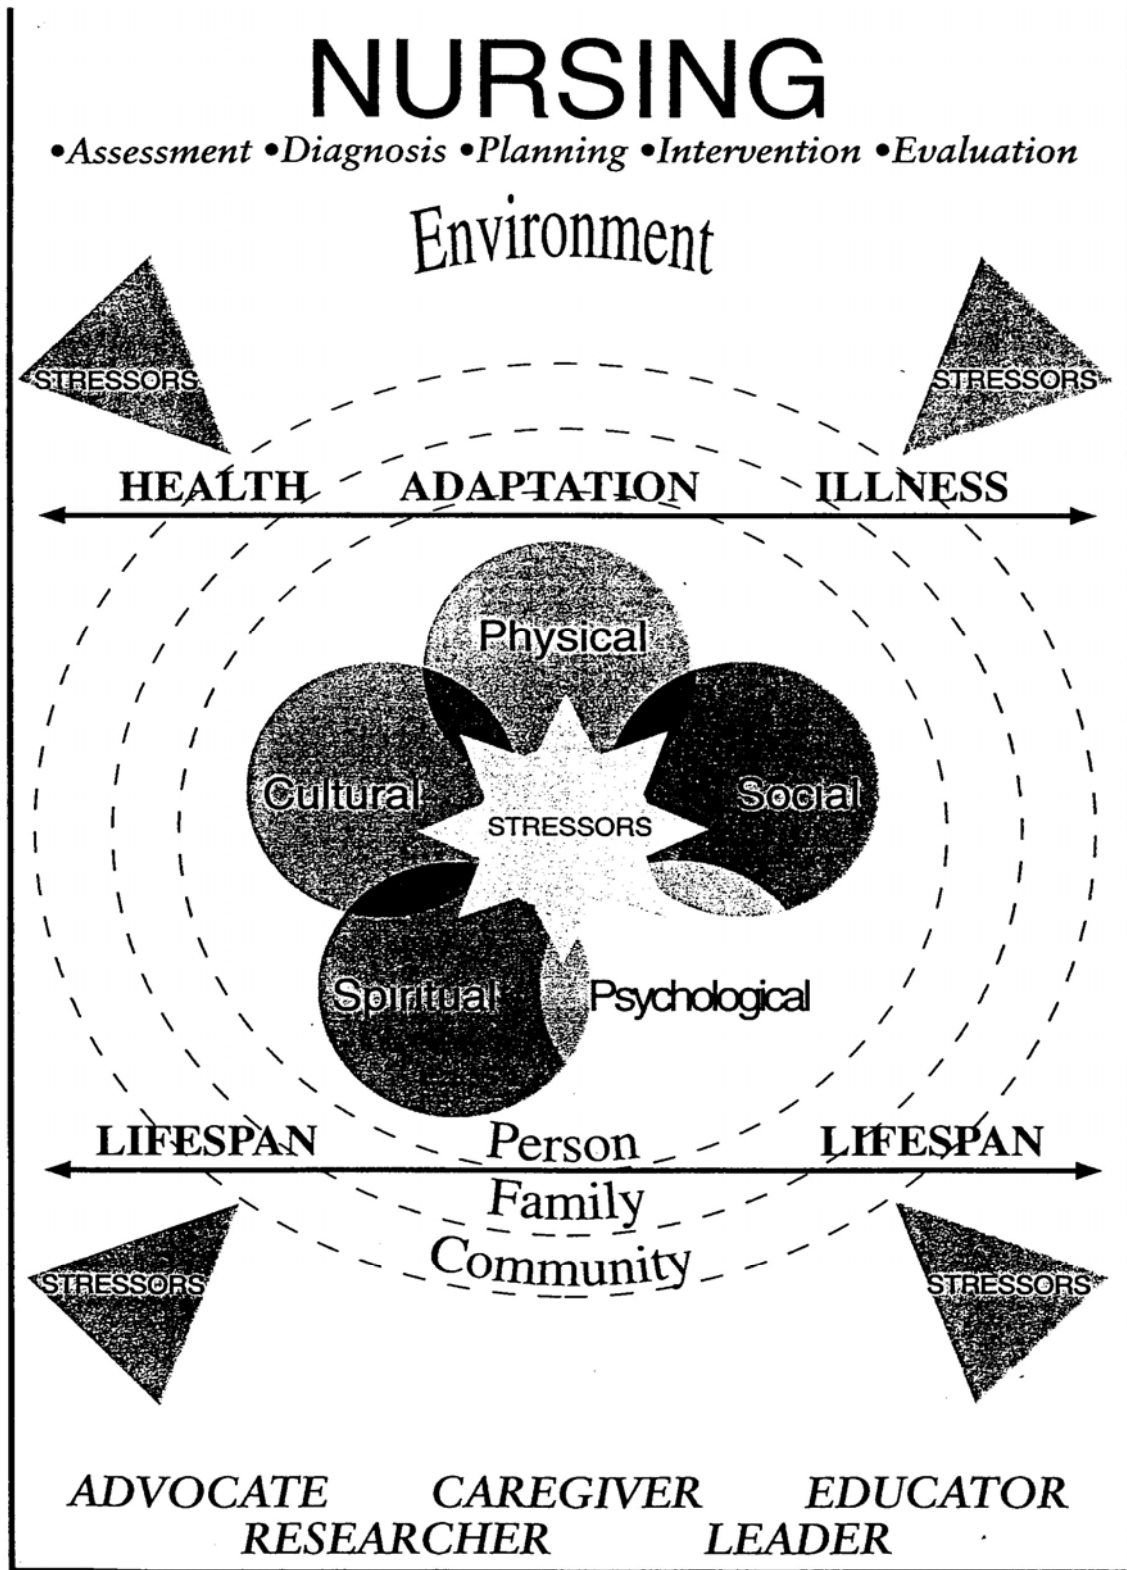 NURSING
•Assessment •Diagnosis •Planning •Intervention •Evaluation
Environment
STRESSORS
STRESSORS
HEALTH ADAPTATION ILLNESS
Physical
Cultural
Social
STRESSORS
Spiritual
Psychological
LIFESPAN Person LIFESPAN
Family
Community
STRESSORS
STRESSORS
ADVOCATE CAREGIVER EDUCATOR
RESEARCHER LEADER